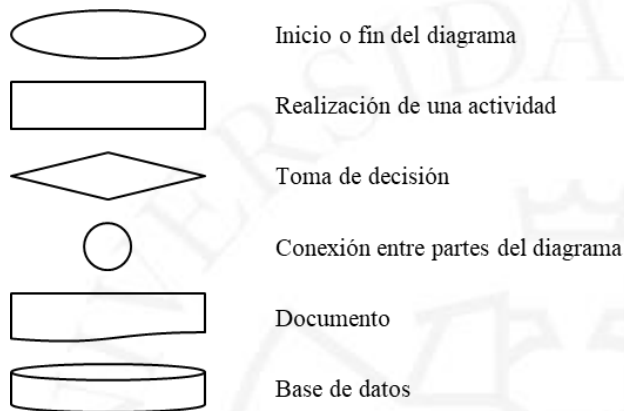 Inicio o fin del diagrama
Realización de una actividad
Toma de decisión
Conexión entre partes del diagrama
Documento
Base de datos